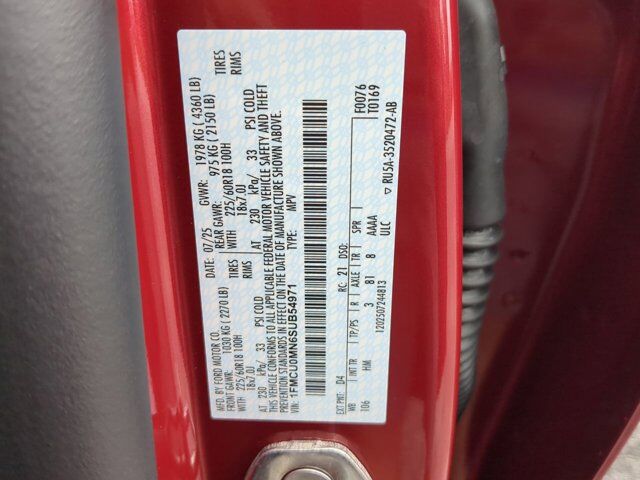 MFD. BY FORD MOTOR CO.
DATE: 07/25 GVWR: 1978 KG ( 4360 LB)
FRONT GAWR: 1030 KG ( 2270 LB) REAR GAWR: 975 KG ( 2150 LB)
WITH 225/60R18 100H TIRES WITH 225/60R18 100H TIRES
18x7.0J RIMS 18x7.0J RIMS
AT 230 kPa/ 33 PSI COLD AT 230 kPa/ 33 PSI COLD
THIS VEHICLE CONFORMS TO ALL APPLICABLE FEDERAL MOTOR VEHICLE SAFETY AND THEFT
PREVENTION STANDARDS IN EFFECT ON THE DATE OF MANUFACTURE SHOWN ABOVE.
VIN: 1FMCU0MN6SUB54971 TYPE: MPV
F0076
T0169
EXT PNT: D4 RC: 21 DSO:
WB INT TR TP/PS R AXLE TR SPR
106 HM 3 81 8 AAAA
ULC
1202507244813
RU5A-3520472-AB